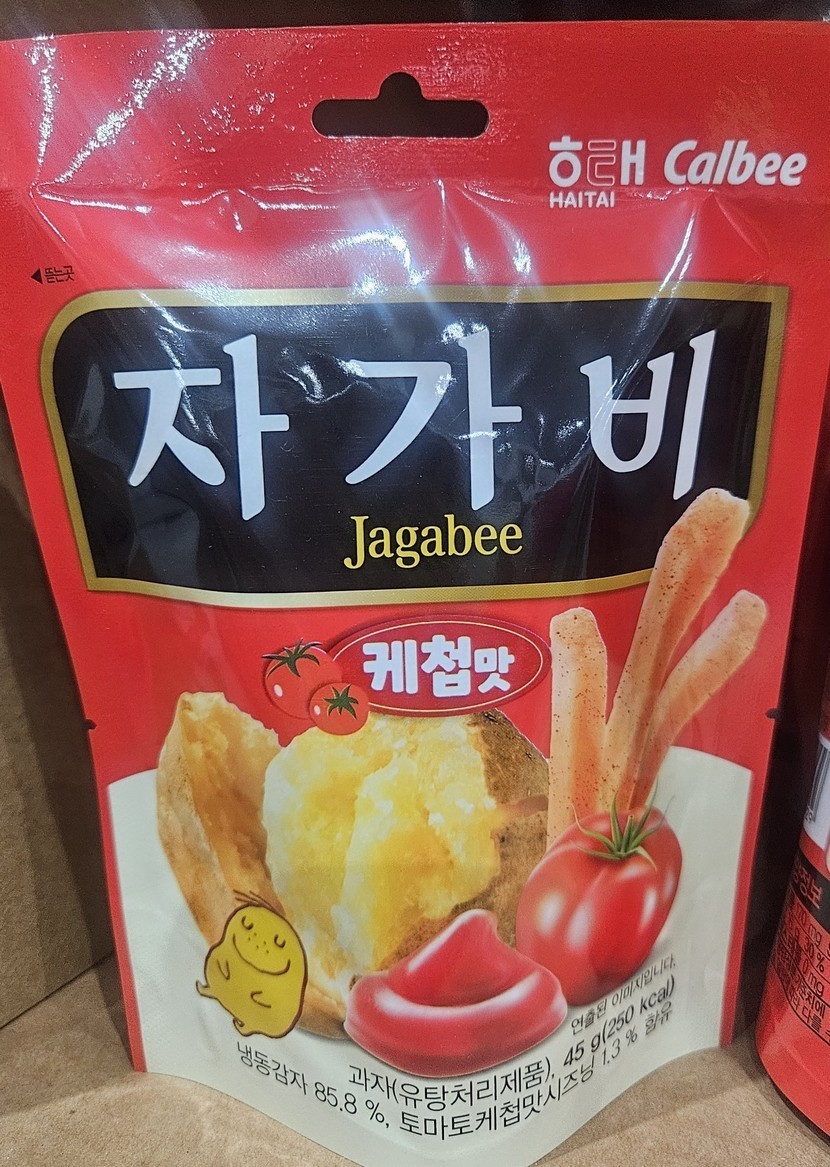 해태 Calbee
HAITAI
◀뜯는곳
자가비
Jagabee
케첩맛
연출된 이미지입니다.
과자(유탕처리제품), 45 g(250 kcal)
냉동감자 85.8 %, 토마토케첩맛시즈닝 1.3 % 함유